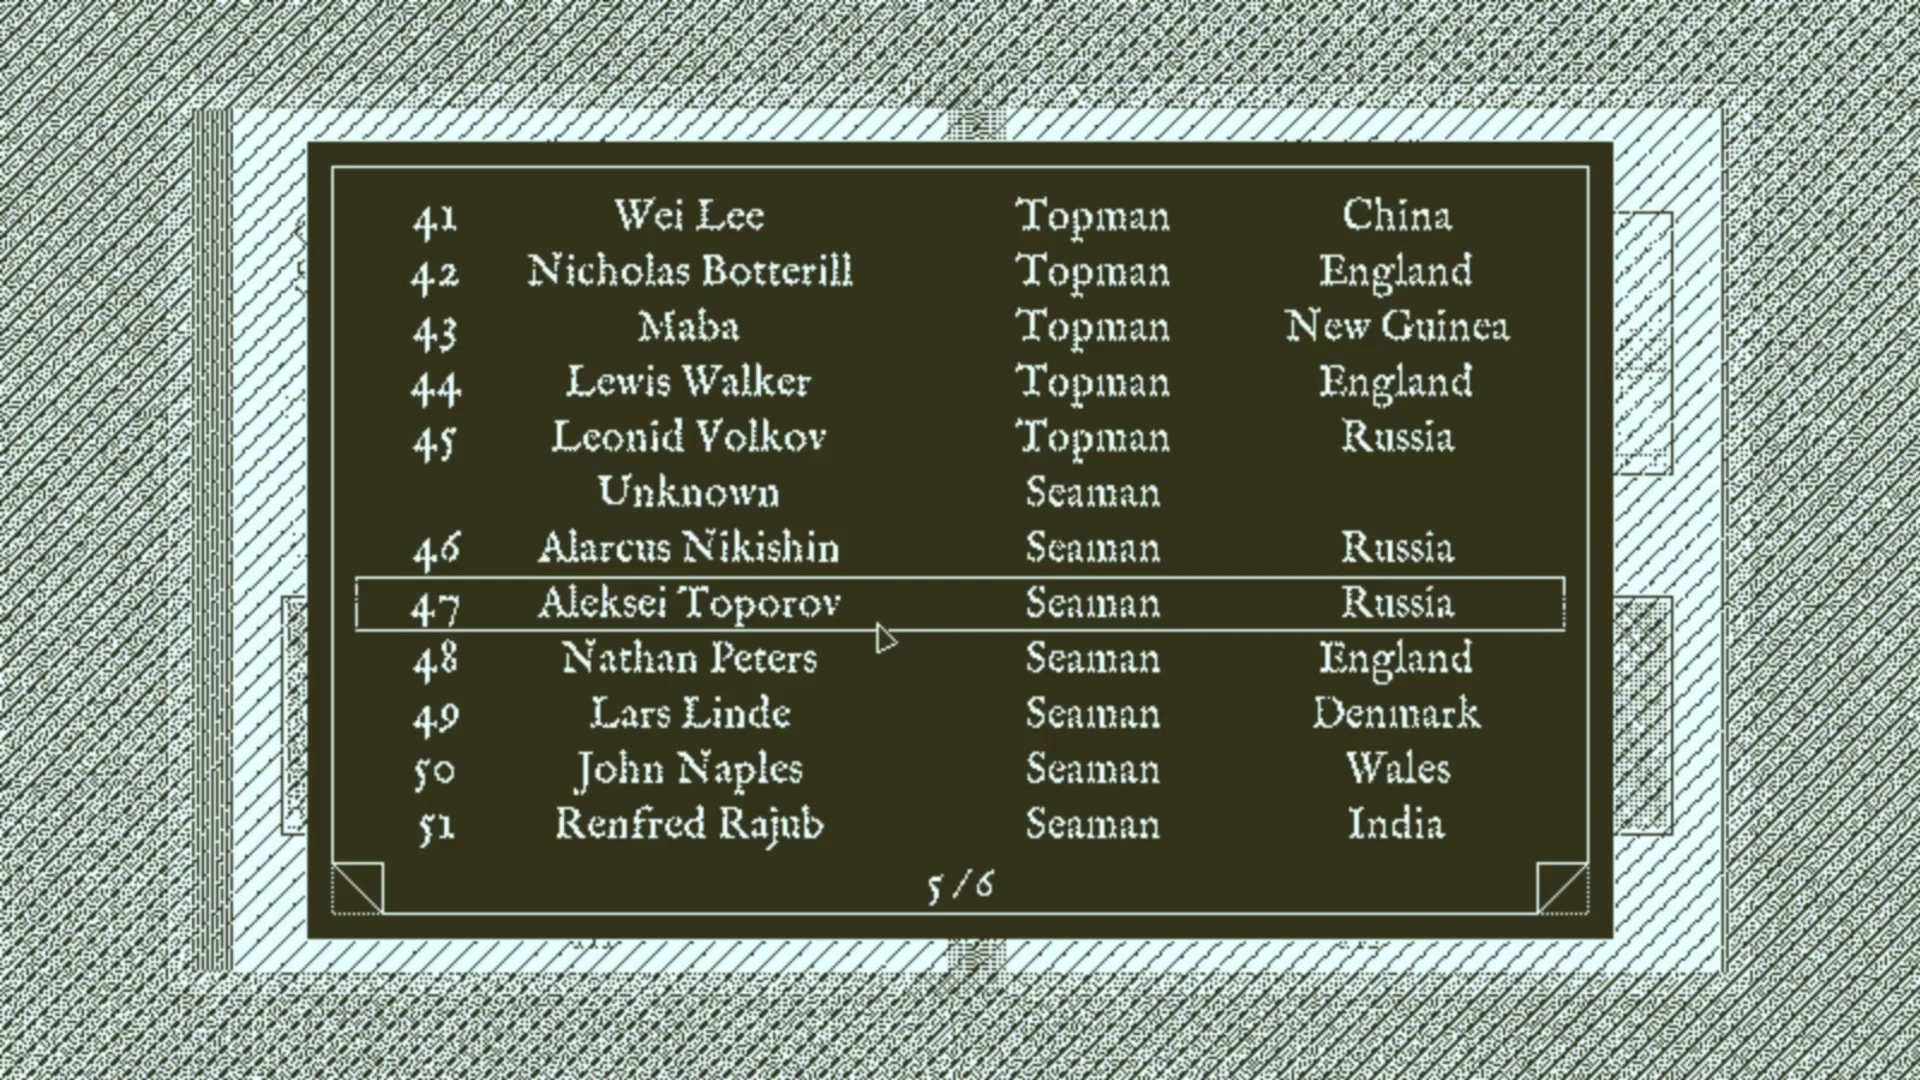 41 Wei Lee Topman China
42 Nicholas Botterill Topman England
43 Maba Topman New Guinea
44 Lewis Walker Topman England
45 Leonid Volkov Topman Russia
Unknown Seaman
46 Alarcus Nikishin Seaman Russia
47 Aleksei Toporov Seaman Russia
48 Nathan Peters Seaman England
49 Lars Linde Seaman Denmark
50 John Naples Seaman Wales
51 Renfred Rajub Seaman India
5/6